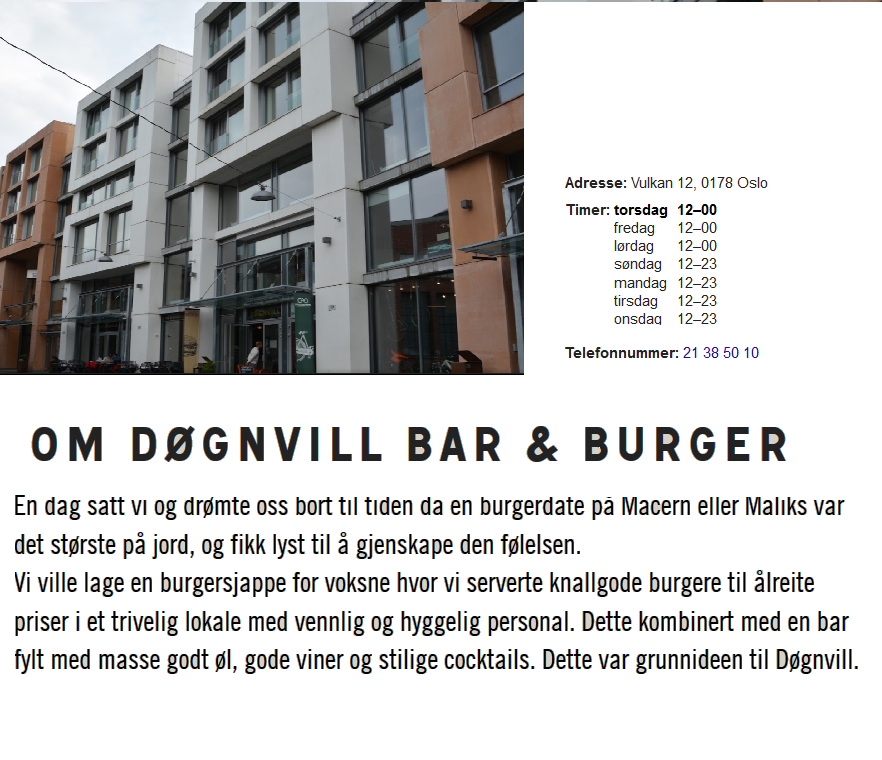 Adresse: Vulkan 12, 0178 Oslo
Timer: torsdag 12–00
fredag 12–00
lørdag 12–00
søndag 12–23
mandag 12–23
tirsdag 12–23
onsdag 12–23
Telefonnummer: 21 38 50 10
OM DØGNVILL BAR & BURGER
En dag satt vi og drømte oss bort til tiden da en burgerdate på Macern eller Maliks var
det største på jord, og fikk lyst til å gjenskape den følelsen.
Vi ville lage en burgersjappe for voksne hvor vi serverte knallgode burgere til ålreite
priser i et trivelig lokale med vennlig og hyggelig personal. Dette kombinert med en bar
fylt med masse godt øl, gode viner og stilige cocktails. Dette var grunnideen til Døgnvill.